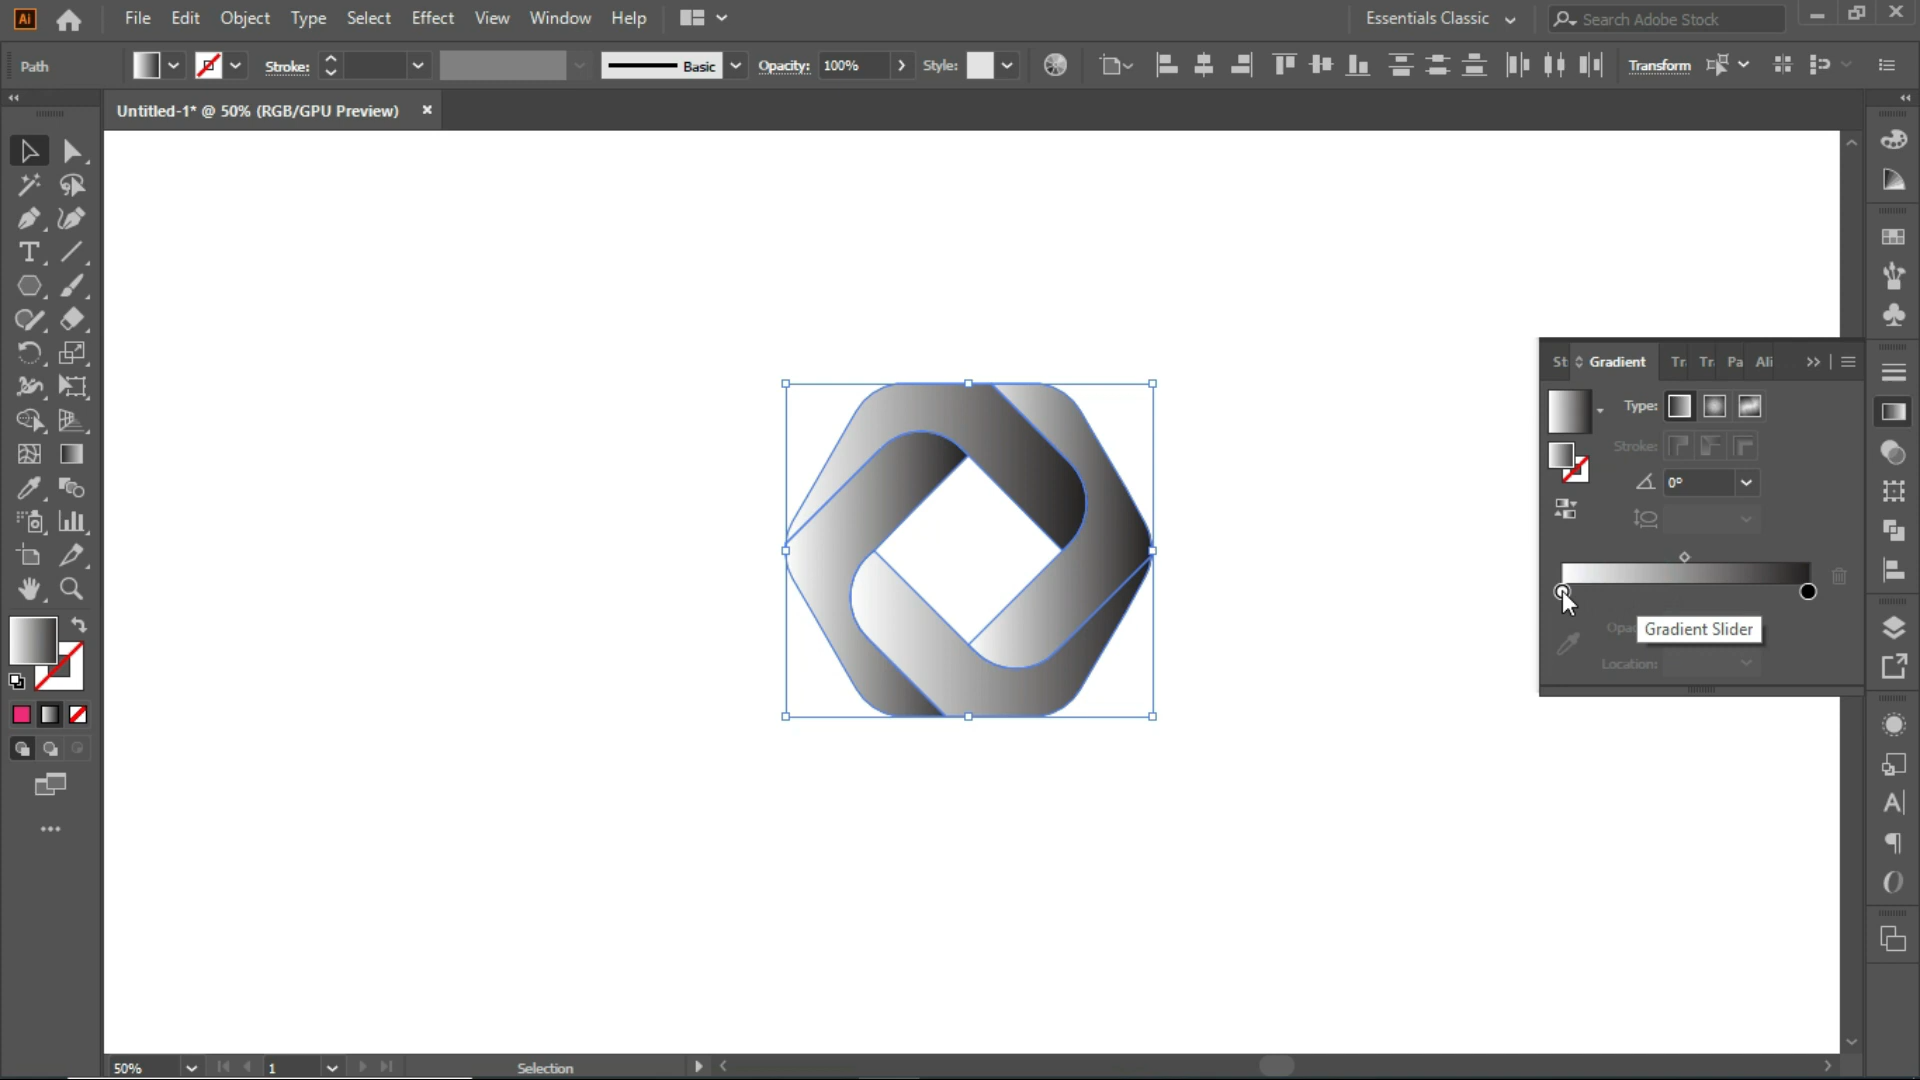 Ai File Edit Object Type Select Effect View Window Help Essentials Classic Search Adobe Stock
Path Stroke: Basic Opacity: 100% Style: Transform
Untitled-1* @ 50% (RGB/GPU Preview)
St Gradient Tr Tr Pa Ali
Type:
Stroke:
0°
Gradient Slider
Opa
Location:
50% 1 Selection